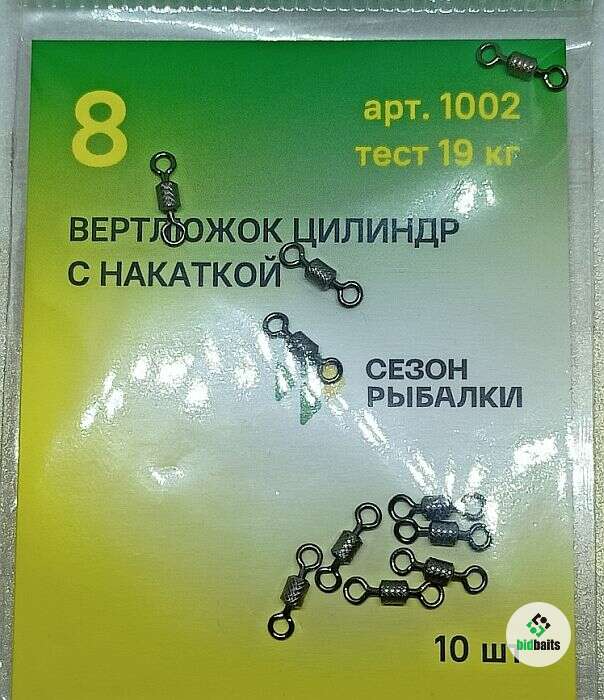 8
арт. 1002
тест 19 кг
ВЕРТЛЮЖОК ЦИЛИНДР
С НАКАТКОЙ
СЕЗОН
РЫБАЛКИ
10 шт
bidbaits